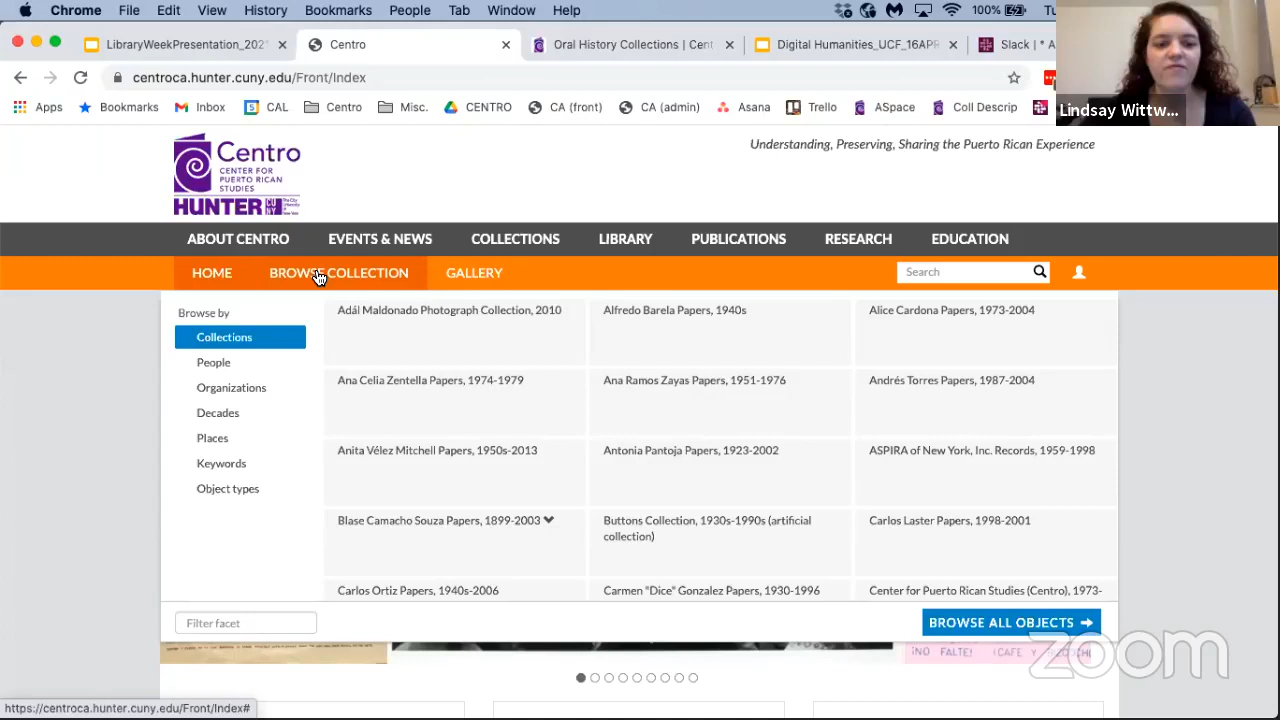 Chrome File Edit View History Bookmarks People Tab Window Help 100% Tu
LibraryWeekPresentation_202 Centro Oral History Collections | Cent Digital Humanities_UCF_16APR Slack | * A
centroca.hunter.cuny.edu/Front/Index
Apps Bookmarks Inbox CAL Centro Misc. CENTRO CA (front) CA (admin) Asana Trello ASpace Coll Descrip
Lindsay Wittw...
Centro
CENTER FOR
PUERTO RICAN
STUDIES
HUNTER
Understanding, Preserving, Sharing the Puerto Rican Experience
ABOUT CENTRO EVENTS & NEWS COLLECTIONS LIBRARY PUBLICATIONS RESEARCH EDUCATION
HOME BROWSE COLLECTION GALLERY Search
Browse by
Collections
People
Organizations
Decades
Places
Keywords
Object types
Adál Maldonado Photograph Collection, 2010 Alfredo Barela Papers, 1940s Alice Cardona Papers, 1973-2004
Ana Celia Zentella Papers, 1974-1979 Ana Ramos Zayas Papers, 1951-1976 Andrés Torres Papers, 1987-2004
Anita Vélez Mitchell Papers, 1950s-2013 Antonia Pantoja Papers, 1923-2002 ASPIRA of New York, Inc. Records, 1959-1998
Blase Camacho Souza Papers, 1899-2003 Buttons Collection, 1930s-1990s (artificial Carlos Laster Papers, 1998-2001
collection)
Carlos Ortiz Papers, 1940s-2006 Carmen "Dice" Gonzalez Papers, 1930-1996 Center for Puerto Rican Studies (Centro), 1973-
Filter facet BROWSE ALL OBJECTS
¡NO FALTE! (CAFE Y
zoom
https://centroca.hunter.cuny.edu/Front/Index#